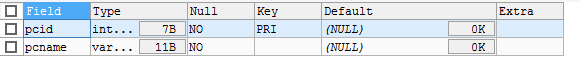 Field Type Null Key Default Extra
pcid int... 7B NO PRI (NULL) 0K
pcname var... 11B NO (NULL) 0K